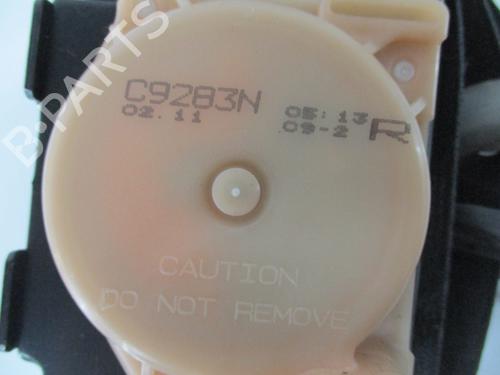 B-PARTS
C9283N
02.11
05:13
09-2 R
CAUTION
DO NOT REMOVE